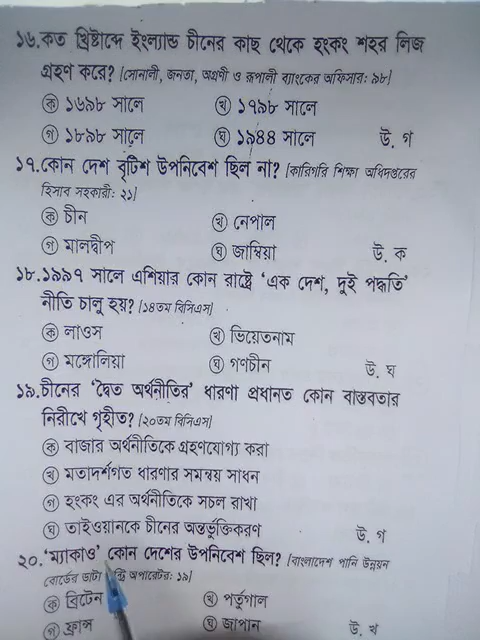 ১৬.কত খ্রিষ্টাব্দে ইংল্যান্ড চীনের কাছ থেকে হংকং শহর লিজ
গ্রহণ করে? [সোনালী, জনতা, অগ্রণী ও রূপালী ব্যাংকের অফিসার: ৯৮]
ক ১৬৯৮ সালে খ ১৭৯৮ সালে
গ ১৮৯৮ সালে ঘ ১৯৪৪ সালে উ. গ
১৭.কোন দেশ বৃটিশ উপনিবেশ ছিল না? [কারিগরি শিক্ষা অধিদপ্তরের
হিসাব সহকারী: ২১]
ক চীন খ নেপাল
গ মালদ্বীপ ঘ জাম্বিয়া উ. ক
১৮.১৯৯৭ সালে এশিয়ার কোন রাষ্ট্রে ‘এক দেশ, দুই পদ্ধতি’
নীতি চালু হয়? [১৪তম বিসিএস]
ক লাওস খ ভিয়েতনাম
গ মঙ্গোলিয়া ঘ গণচীন উ. ঘ
১৯.চীনের ‘দ্বৈত অর্থনীতির’ ধারণা প্রধানত কোন বাস্তবতার
নিরীখে গৃহীত? [২০তম বিসিএস]
ক বাজার অর্থনীতিকে গ্রহণযোগ্য করা
খ মতাদর্শগত ধারণার সমন্বয় সাধন
গ হংকং এর অর্থনীতিকে সচল রাখা
ঘ তাইওয়ানকে চীনের অন্তর্ভুক্তিকরণ উ. গ
২০.‘ম্যাকাও’ কোন দেশের উপনিবেশ ছিল? [বাংলাদেশ পানি উন্নয়ন
বোর্ডের ডাটা অপারেটর: ১৯]
ক ব্রিটেন খ পর্তুগাল
গ ফ্রান্স ঘ জাপান উ. খ